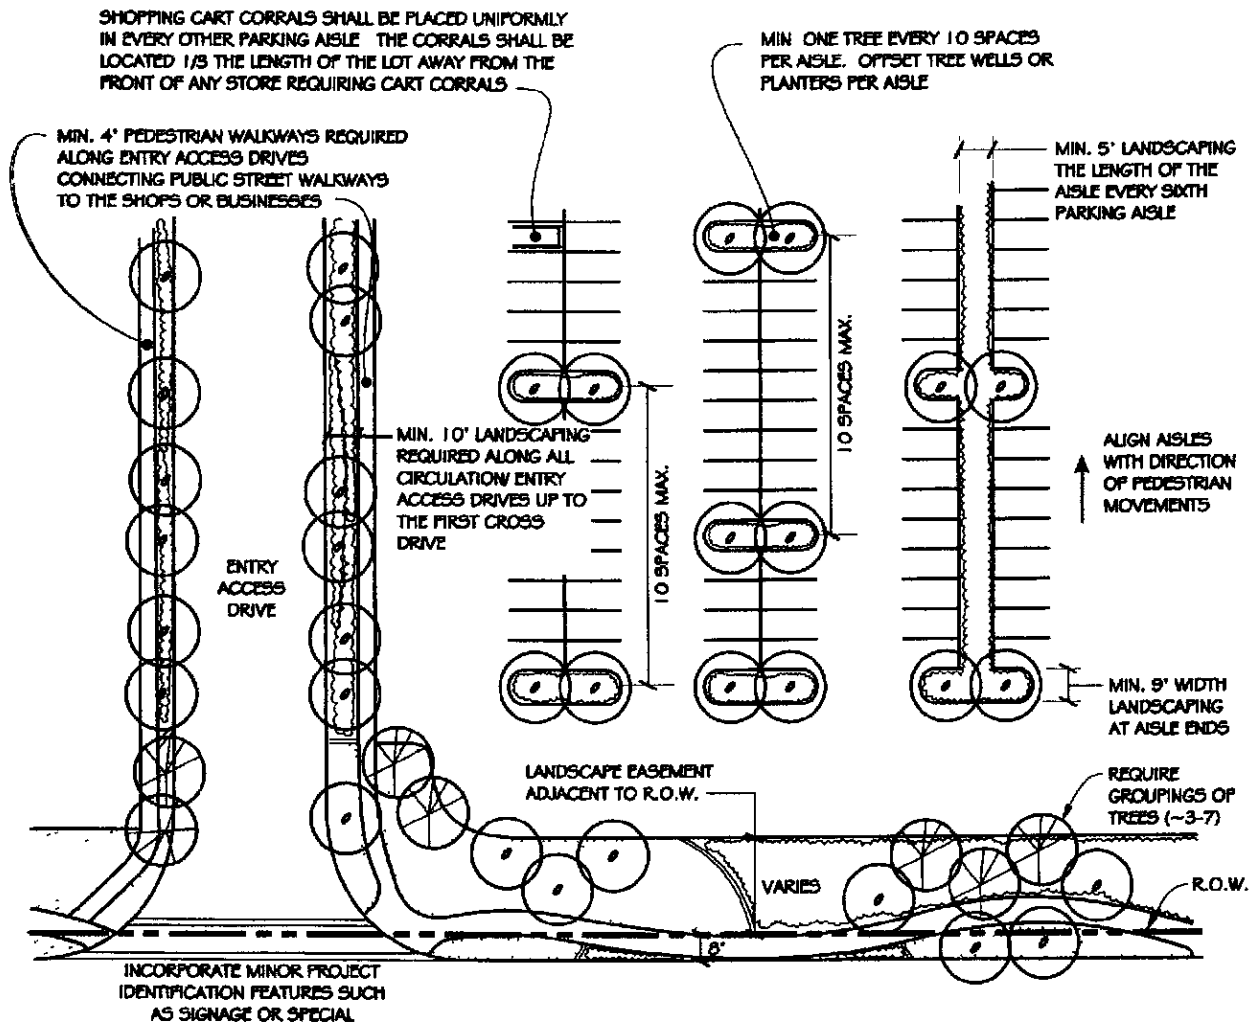 SHOPPING CART CORRALS SHALL BE PLACED UNIFORMLY
IN EVERY OTHER PARKING AISLE THE CORRALS SHALL BE
LOCATED 1/3 THE LENGTH OF THE LOT AWAY FROM THE
FRONT OF ANY STORE REQUIRING CART CORRALS
MIN ONE TREE EVERY 10 SPACES
PER AISLE. OFFSET TREE WELLS OR
PLANTERS PER AISLE
MIN. 4' PEDESTRIAN WALKWAYS REQUIRED
ALONG ENTRY ACCESS DRIVES
CONNECTING PUBLIC STREET WALKWAYS
TO THE SHOPS OR BUSINESSES
MIN. 5' LANDSCAPING
THE LENGTH OF THE
AISLE EVERY SIXTH
PARKING AISLE
10 SPACES MAX.
MIN. 10' LANDSCAPING
REQUIRED ALONG ALL
CIRCULATION/ ENTRY
ACCESS DRIVES UP TO
THE FIRST CROSS
DRIVE
10 SPACES MAX.
ALIGN AISLES
WITH DIRECTION
OF PEDESTRIAN
MOVEMENTS
ENTRY
ACCESS
DRIVE
MIN. 9' WIDTH
LANDSCAPING
AT AISLE ENDS
LANDSCAPE EASEMENT
ADJACENT TO R.O.W.
REQUIRE
GROUPINGS OF
TREES (~3-7)
VARIES
R.O.W.
8'
INCORPORATE MINOR PROJECT
IDENTIFICATION FEATURES SUCH
AS SIGNAGE OR SPECIAL